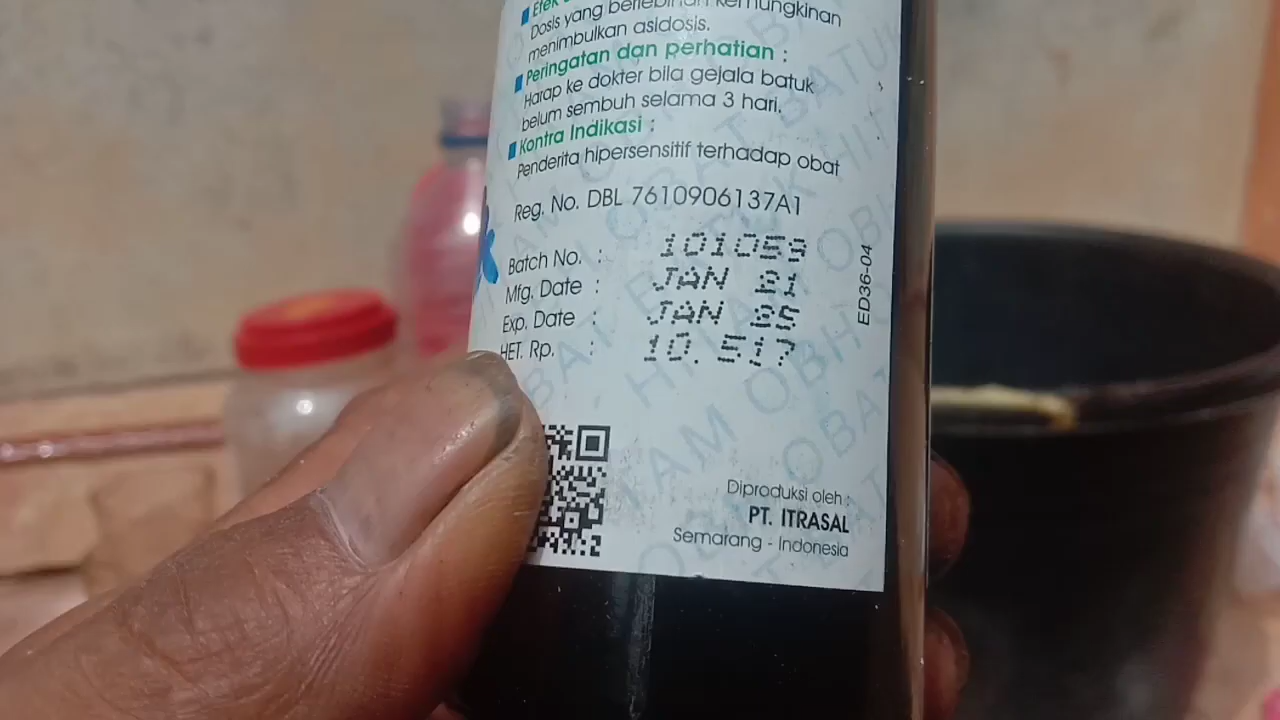 Efek
Dosis yang berlebihan kemungkinan
menimbulkan asidosis.
Peringatan dan perhatian :
Harap ke dokter bila gejala batuk
belum sembuh selama 3 hari.
Kontra Indikasi :
Penderita hipersensitif terhadap obat
Reg. No. DBL 7610906137A1
Batch No. : 101059
Mfg. Date : JAN 21
Exp. Date : JAN 25
HET. Rp. : 10.517
ED36-04
Diproduksi oleh :
PT. ITRASAL
Semarang - Indonesia